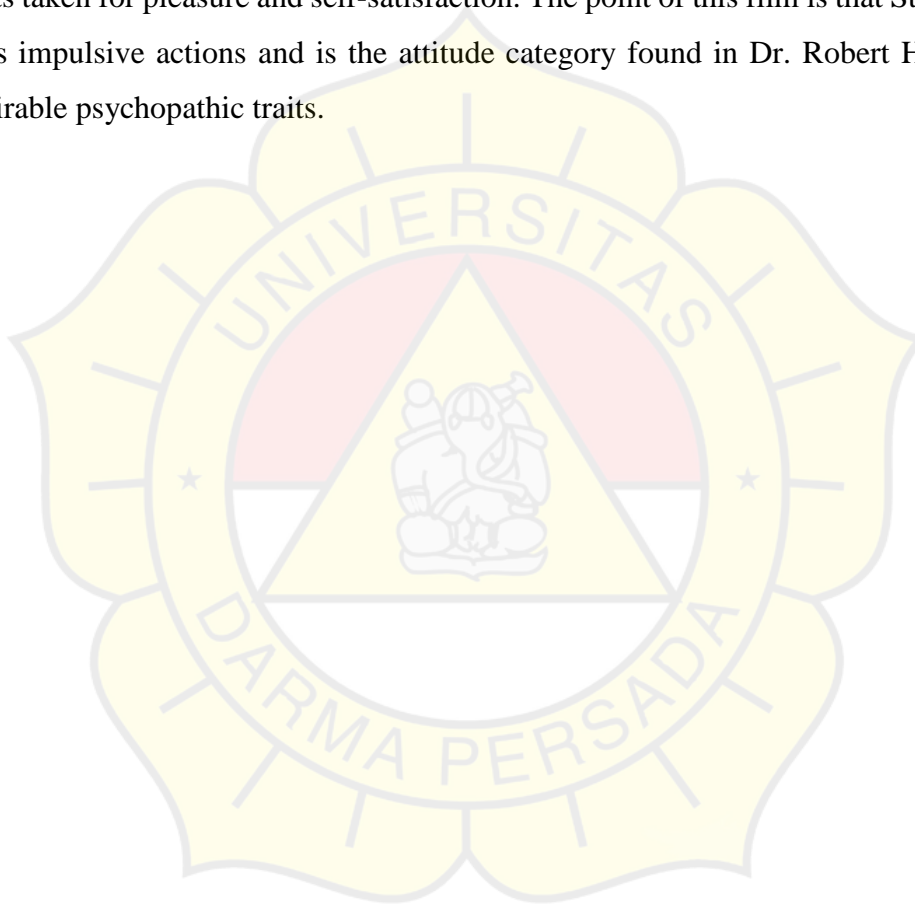 s taken for pleasure and self-satisfaction. The point of this film is that
s impulsive actions and is the attitude category found in Dr. Robert
irable psychopathic traits.
UNIVERSITAS
DARMA PERSADA